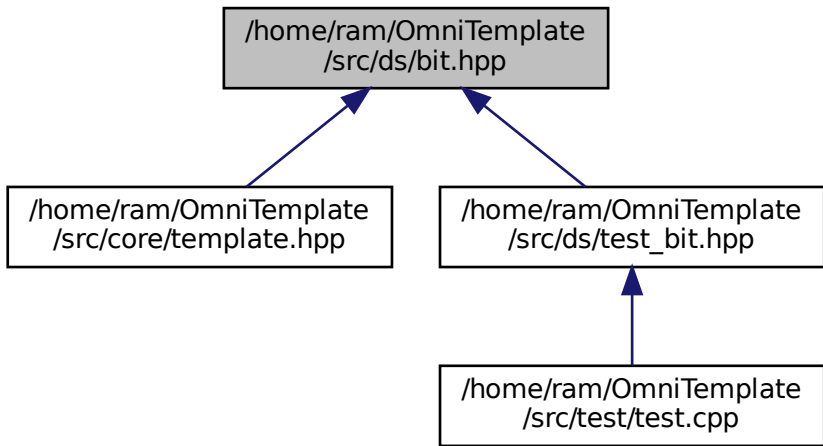 /home/ram/OmniTemplate
/src/ds/bit.hpp
/home/ram/OmniTemplate
/src/core/template.hpp
/home/ram/OmniTemplate
/src/ds/test_bit.hpp
/home/ram/OmniTemplate
/src/test/test.cpp